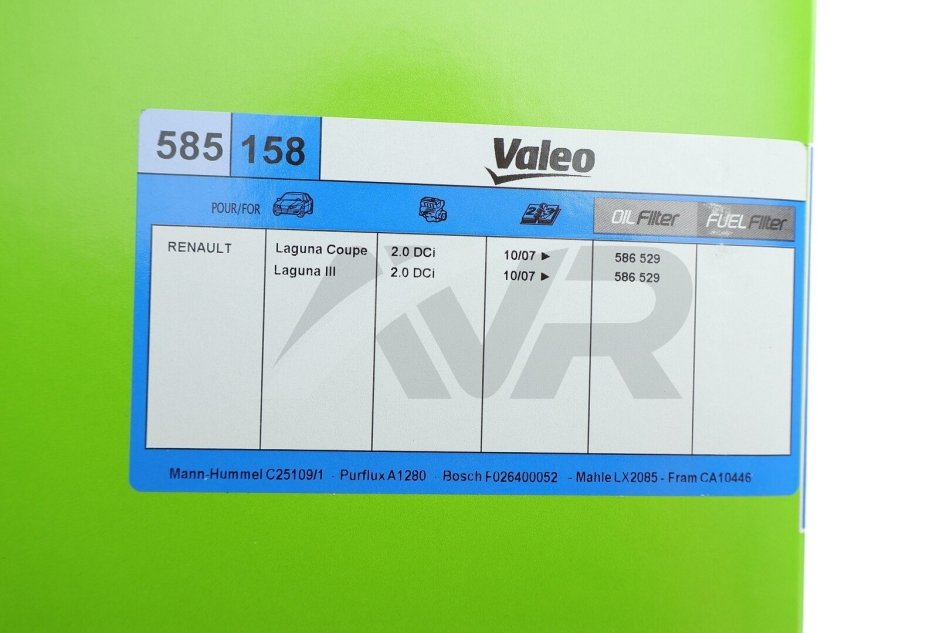 585 158 Valeo
POUR/FOR OIL Filter FUEL Filter
RENAULT Laguna Coupe 2.0 DCi 10/07 ► 586 529
Laguna III 2.0 DCi 10/07 ► 586 529
VR
Mann-Hummel C25109/1 - Purflux A1280 - Bosch F026400052 - Mahle LX2085 - Fram CA10446